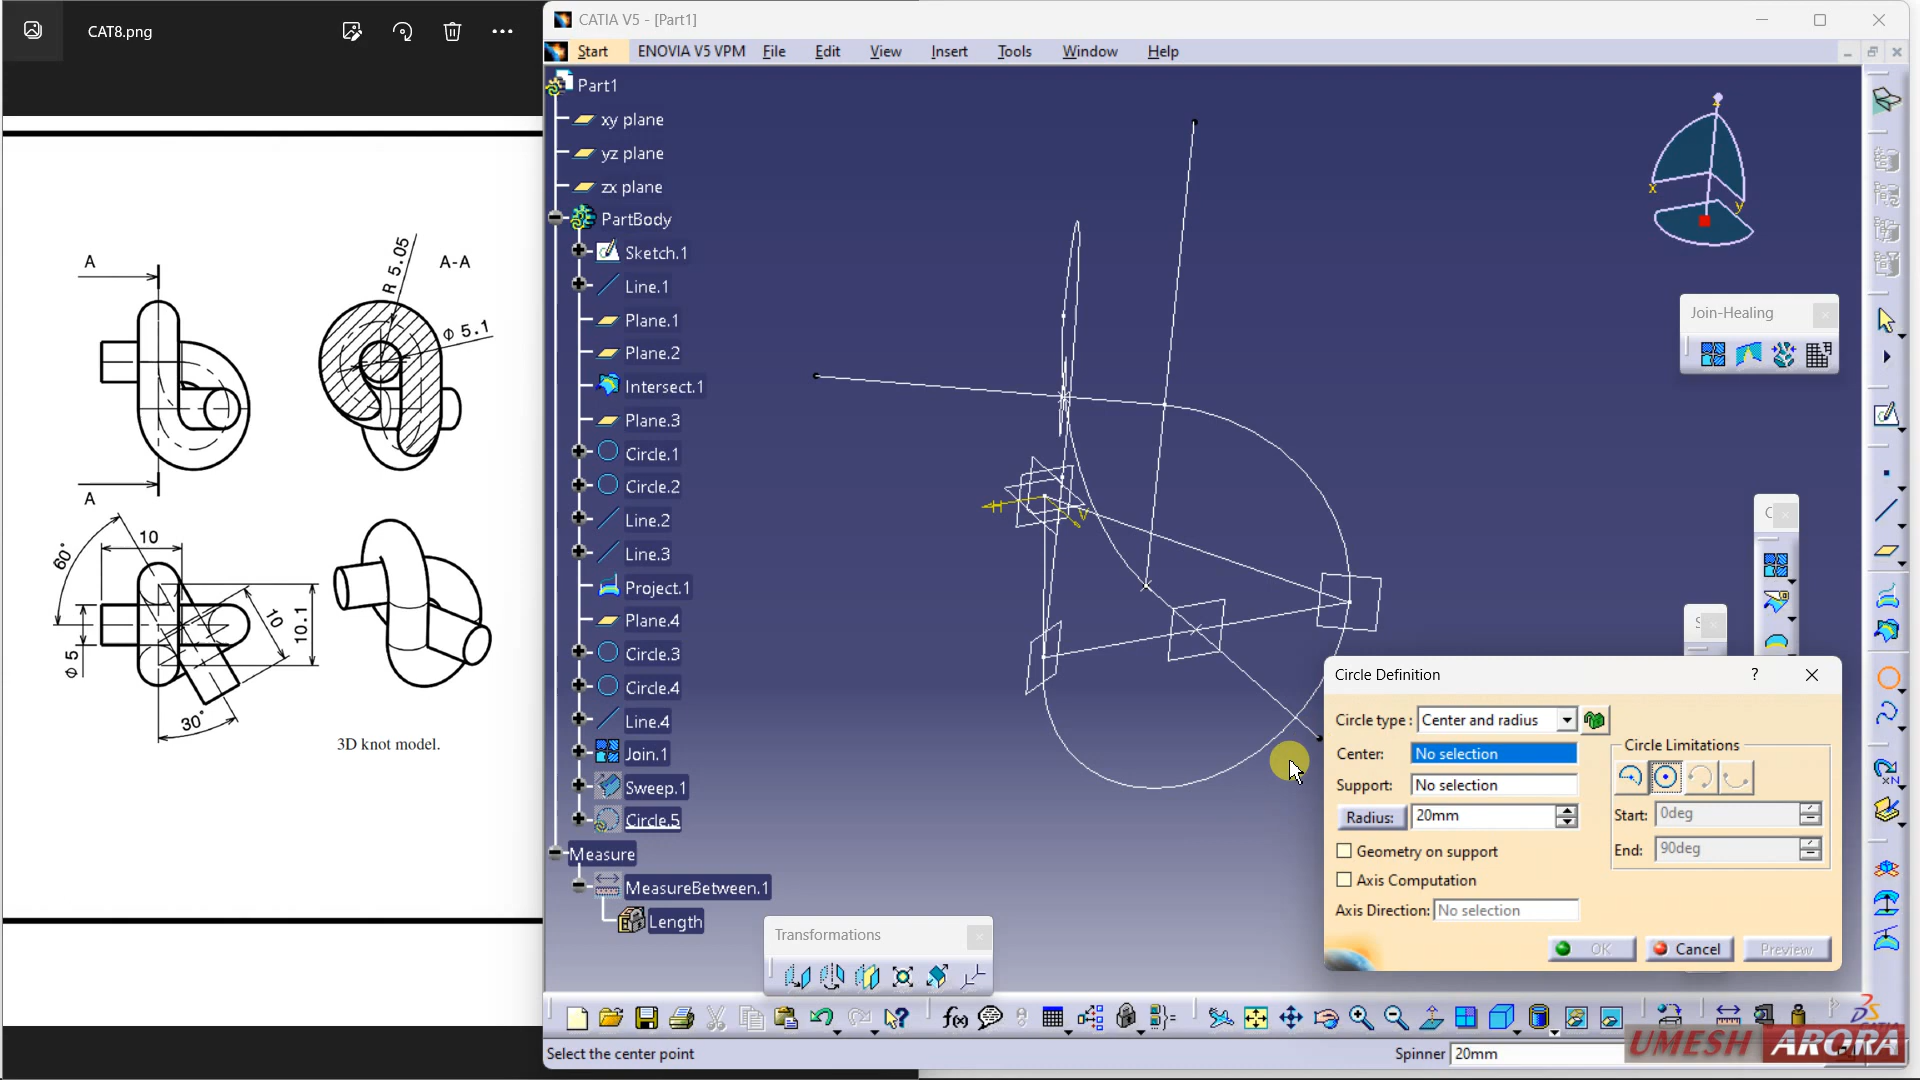 CAT8.png
CATIA V5 - [Part1]
Start ENOVIA V5 VPM File Edit View Insert Tools Window Help
Part1
xy plane
yz plane
zx plane
PartBody
Sketch.1
Line.1
Plane.1
Plane.2
Intersect.1
Plane.3
Circle.1
Circle.2
Line.2
Line.3
Project.1
Plane.4
Circle.3
Circle.4
Line.4
Join.1
Sweep.1
Circle.5
Measure
MeasureBetween.1
Length
A
A-A
R 5.05
Φ 5.1
A
10
60°
Φ 5
10
10.1
30°
3D knot model.
H
V
z
x
y
Join-Healing
C
S
Circle Definition ?
Circle type : Center and radius
Center: No selection
Support: No selection
Radius: 20mm
Geometry on support
Axis Computation
Axis Direction: No selection
Circle Limitations
Start: 0deg
End: 90deg
OK Cancel Preview
Transformations
f(x)
Select the center point
Spinner 20mm
CATIA
UMESH ARORA